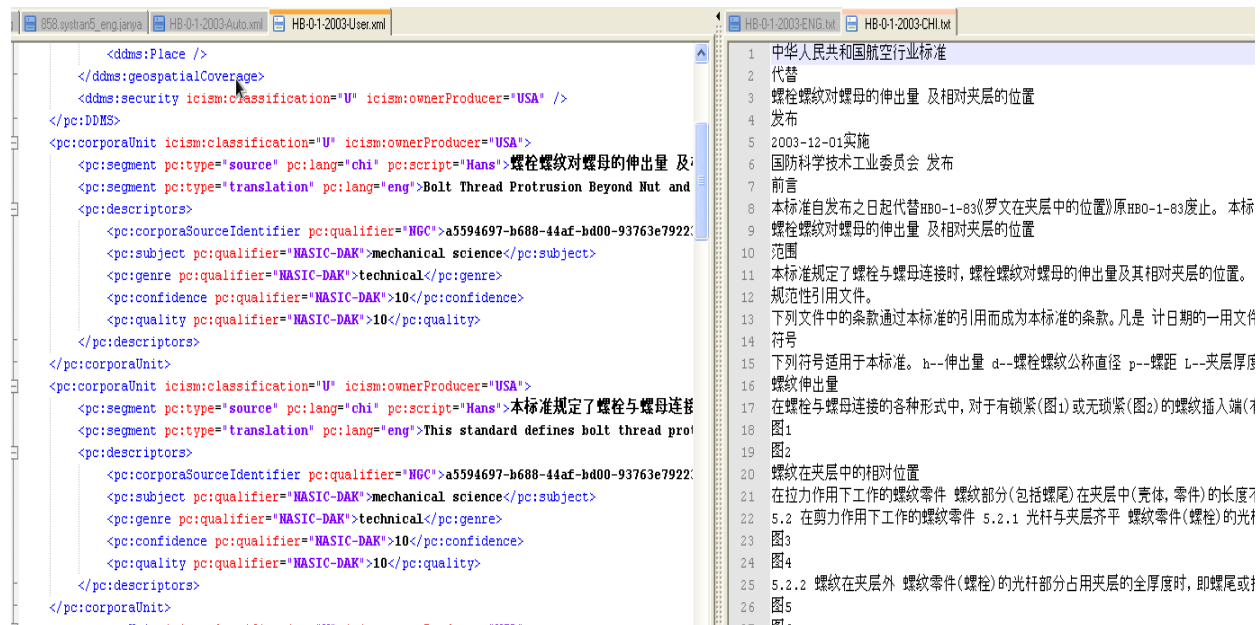 858.systran5_eng.janya HB-0-1-2003-Auto.xml HB-0-1-2003-User.xml
<ddms:Place />
</ddms:geospatialCoverage>
<ddms:security icism:classification="U" icism:ownerProducer="USA" />
</pc:DDMS>
<pc:corporaUnit icism:classification="U" icism:ownerProducer="USA">
<pc:segment pc:type="source" pc:lang="chi" pc:script="Hans">螺栓螺纹对螺母的伸出量 及
<pc:segment pc:type="translation" pc:lang="eng">Bolt Thread Protrusion Beyond Nut and
<pc:descriptors>
<pc:corporaSourceIdentifier pc:qualifier="NGC">a5594697-b688-44af-bd00-93763e7922
<pc:subject pc:qualifier="NASIC-DAK">mechanical science</pc:subject>
<pc:genre pc:qualifier="NASIC-DAK">technical</pc:genre>
<pc:confidence pc:qualifier="NASIC-DAK">10</pc:confidence>
<pc:quality pc:qualifier="NASIC-DAK">10</pc:quality>
</pc:descriptors>
</pc:corporaUnit>
<pc:corporaUnit icism:classification="U" icism:ownerProducer="USA">
<pc:segment pc:type="source" pc:lang="chi" pc:script="Hans">本标准规定了螺栓与螺母连接
<pc:segment pc:type="translation" pc:lang="eng">This standard defines bolt thread pro
<pc:descriptors>
<pc:corporaSourceIdentifier pc:qualifier="NGC">a5594697-b688-44af-bd00-93763e7922
<pc:subject pc:qualifier="NASIC-DAK">mechanical science</pc:subject>
<pc:genre pc:qualifier="NASIC-DAK">technical</pc:genre>
<pc:confidence pc:qualifier="NASIC-DAK">10</pc:confidence>
<pc:quality pc:qualifier="NASIC-DAK">10</pc:quality>
</pc:descriptors>
</pc:corporaUnit>
HB-0-1-2003-ENG.txt HB-0-1-2003-CHI.txt
1 中华人民共和国航空行业标准
2 代替
3 螺栓螺纹对螺母的伸出量 及相对夹层的位置
4 发布
5 2003-12-01实施
6 国防科学技术工业委员会 发布
7 前言
8 本标准自发布之日起代替HB0-1-83《罗文在夹层中的位置》原HB0-1-83废止。 本标
9 螺栓螺纹对螺母的伸出量 及相对夹层的位置
10 范围
11 本标准规定了螺栓与螺母连接时,螺栓螺纹对螺母的伸出量及其相对夹层的位置。
12 规范性引用文件。
13 下列文件中的条款通过本标准的引用而成为本标准的条款。凡是 计日期的一用文件
14 符号
15 下列符号适用于本标准。 h--伸出量 d--螺栓螺纹公称直径 p--螺距 L--夹层厚度
16 螺纹伸出量
17 在螺栓与螺母连接的各种形式中,对于有锁紧(图1)或无琐紧(图2)的螺纹插入端(
18 图1
19 图2
20 螺纹在夹层中的相对位置
21 在拉力作用下工作的螺纹零件 螺纹部分(包括螺尾)在夹层中(壳体,零件)的长度不
22 5.2 在剪力作用下工作的螺纹零件 5.2.1 光杆与夹层齐平 螺纹零件(螺栓)的光杆
23 图3
24 图4
25 5.2.2 螺纹在夹层外 螺纹零件(螺栓)的光杆部分占用夹层的全厚度时,即螺尾或
26 图5